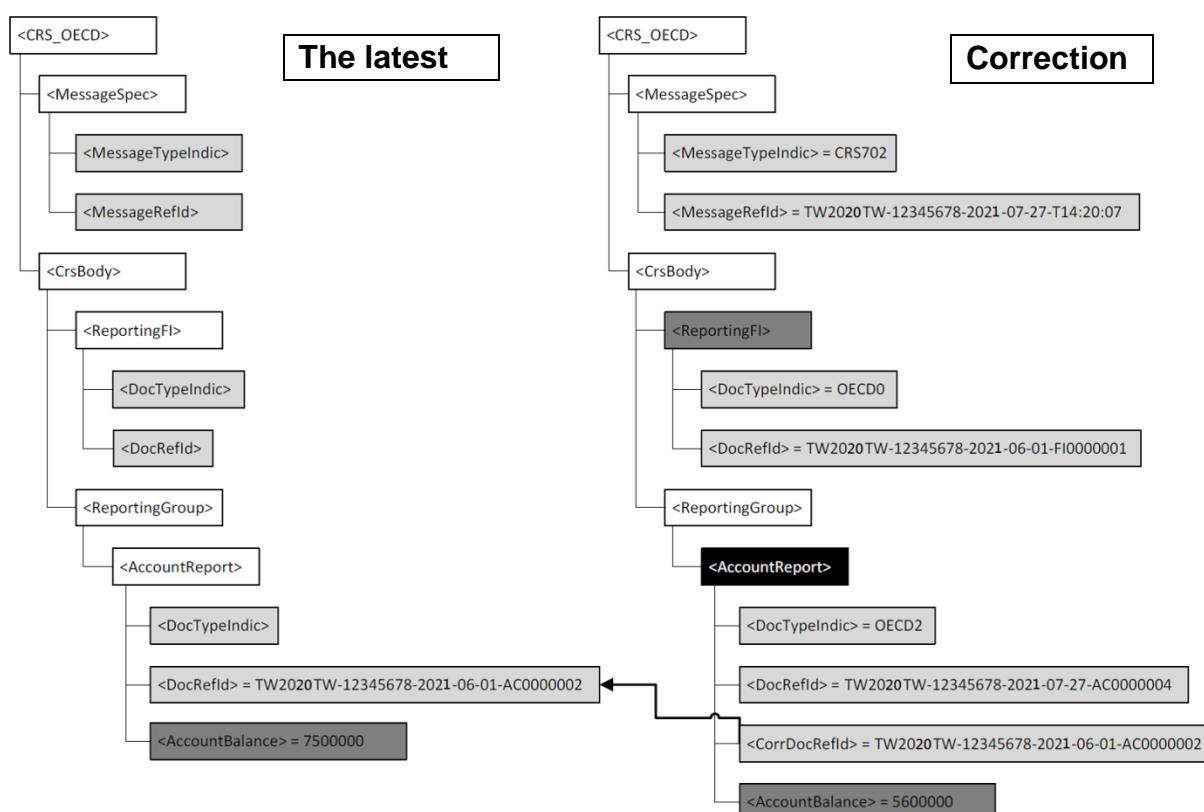 The latest
<CRS_OECD>
<MessageSpec>
<MessageTypeIndic>
<MessageRefId>
<CrsBody>
<ReportingFI>
<DocTypeIndic>
<DocRefId>
<ReportingGroup>
<AccountReport>
<DocTypeIndic>
<DocRefId> = TW2020TW-12345678-2021-06-01-AC0000002
<AccountBalance> = 7500000
Correction
<CRS_OECD>
<MessageSpec>
<MessageTypeIndic> = CRS702
<MessageRefId> = TW2020TW-12345678-2021-07-27-T14:20:07
<CrsBody>
<ReportingFI>
<DocTypeIndic> = OECD0
<DocRefId> = TW2020TW-12345678-2021-06-01-FI0000001
<ReportingGroup>
<AccountReport>
<DocTypeIndic> = OECD2
<DocRefId> = TW2020TW-12345678-2021-07-27-AC0000004
<CorrDocRefId> = TW2020TW-12345678-2021-06-01-AC0000002
<AccountBalance> = 5600000